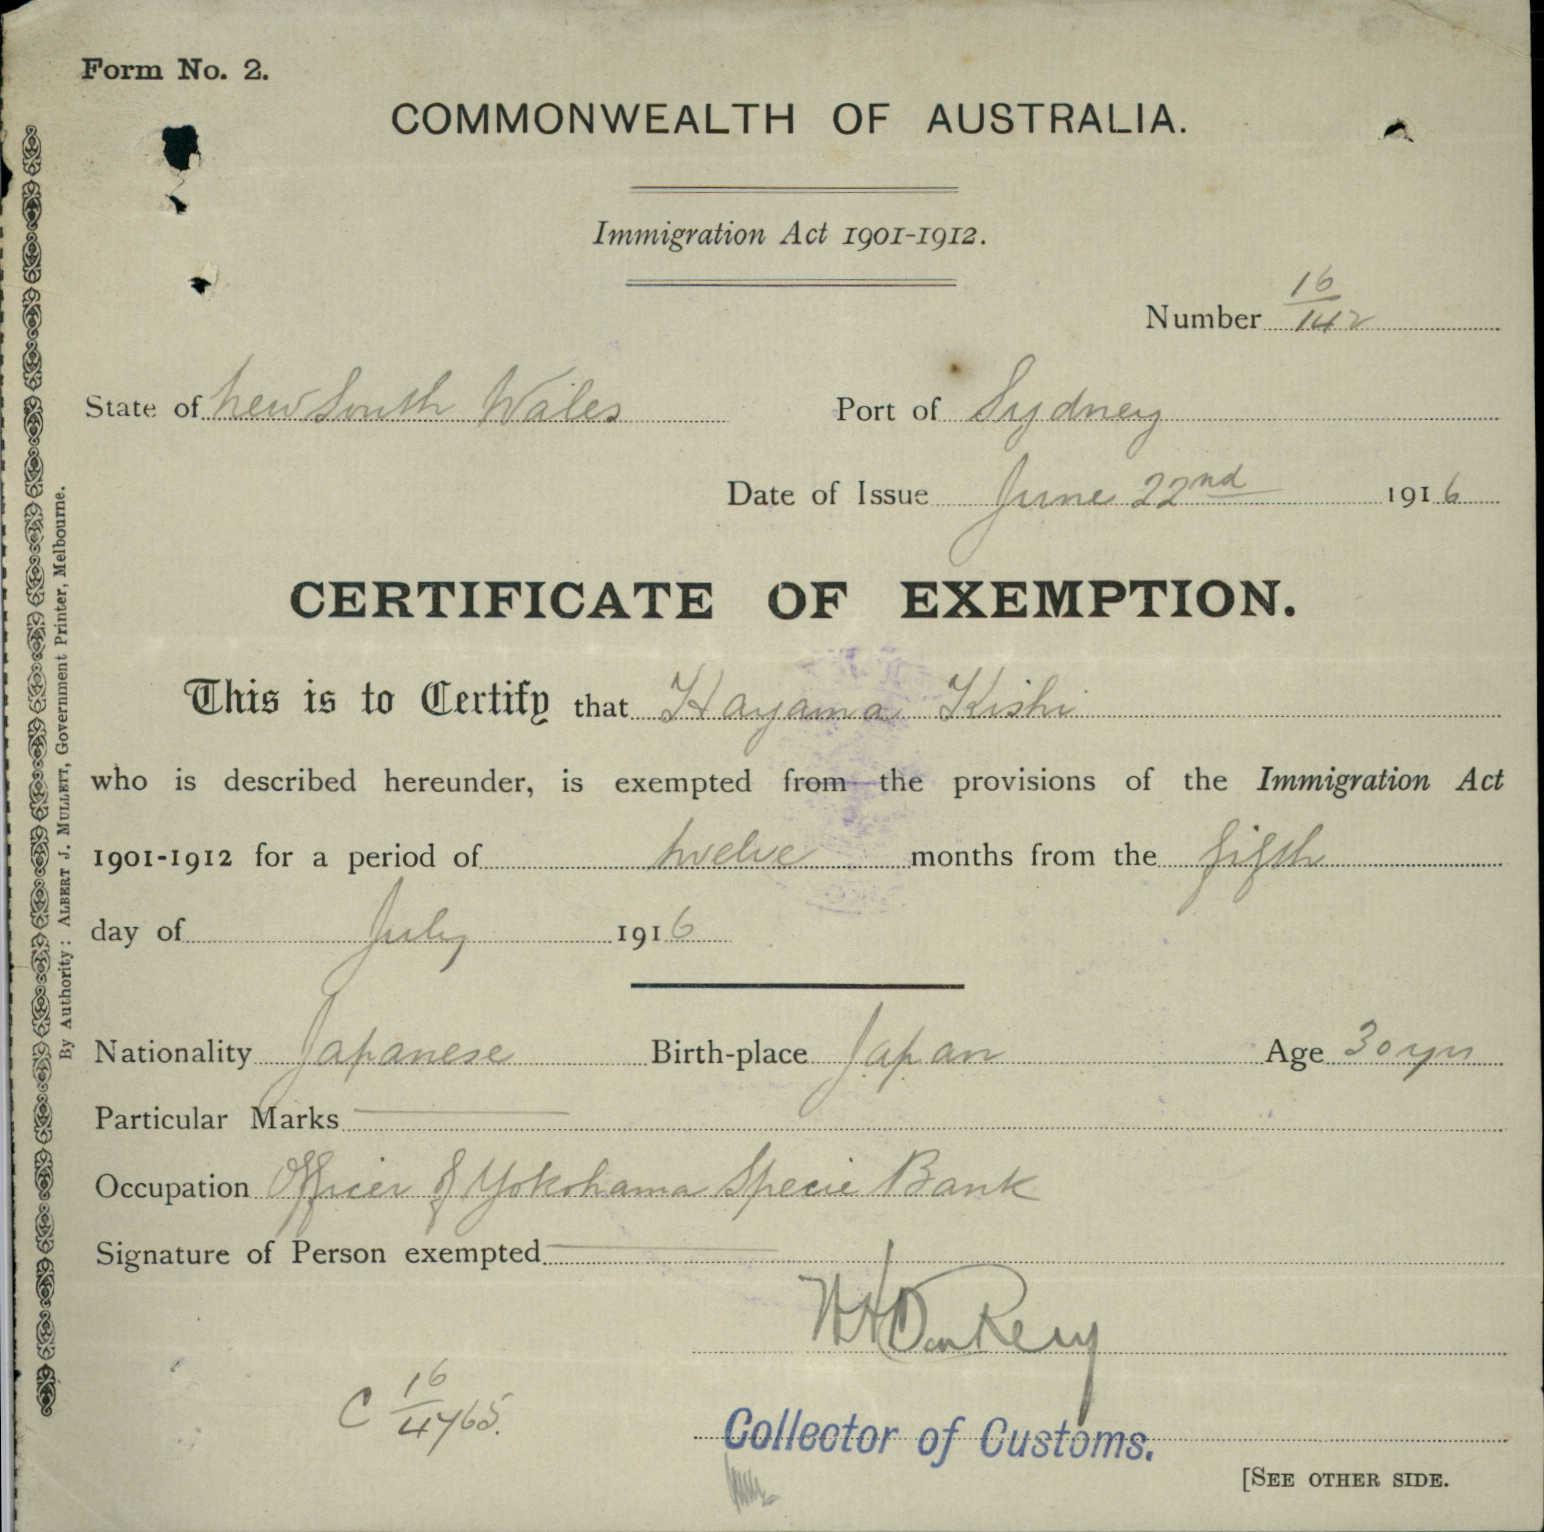 Form No. 2.
COMMONWEALTH OF AUSTRALIA.
Immigration Act 1901-1912.
Number 16/142
State of New South Wales Port of Sydney
Date of Issue June 22nd 1916
CERTIFICATE OF EXEMPTION.
This is to Certify that Hayama Kishi
who is described hereunder, is exempted from the provisions of the Immigration Act
1901-1912 for a period of twelve months from the fifth
day of July 1916
Nationality Japanese Birth-place Japan Age 30 yrs
Particular Marks
Occupation Officer of Yokohama Specie Bank
Signature of Person exempted
C 16/4765.
Collector of Customs.
[SEE OTHER SIDE.
By Authority: ALBERT J. MULLETT, Government Printer, Melbourne.